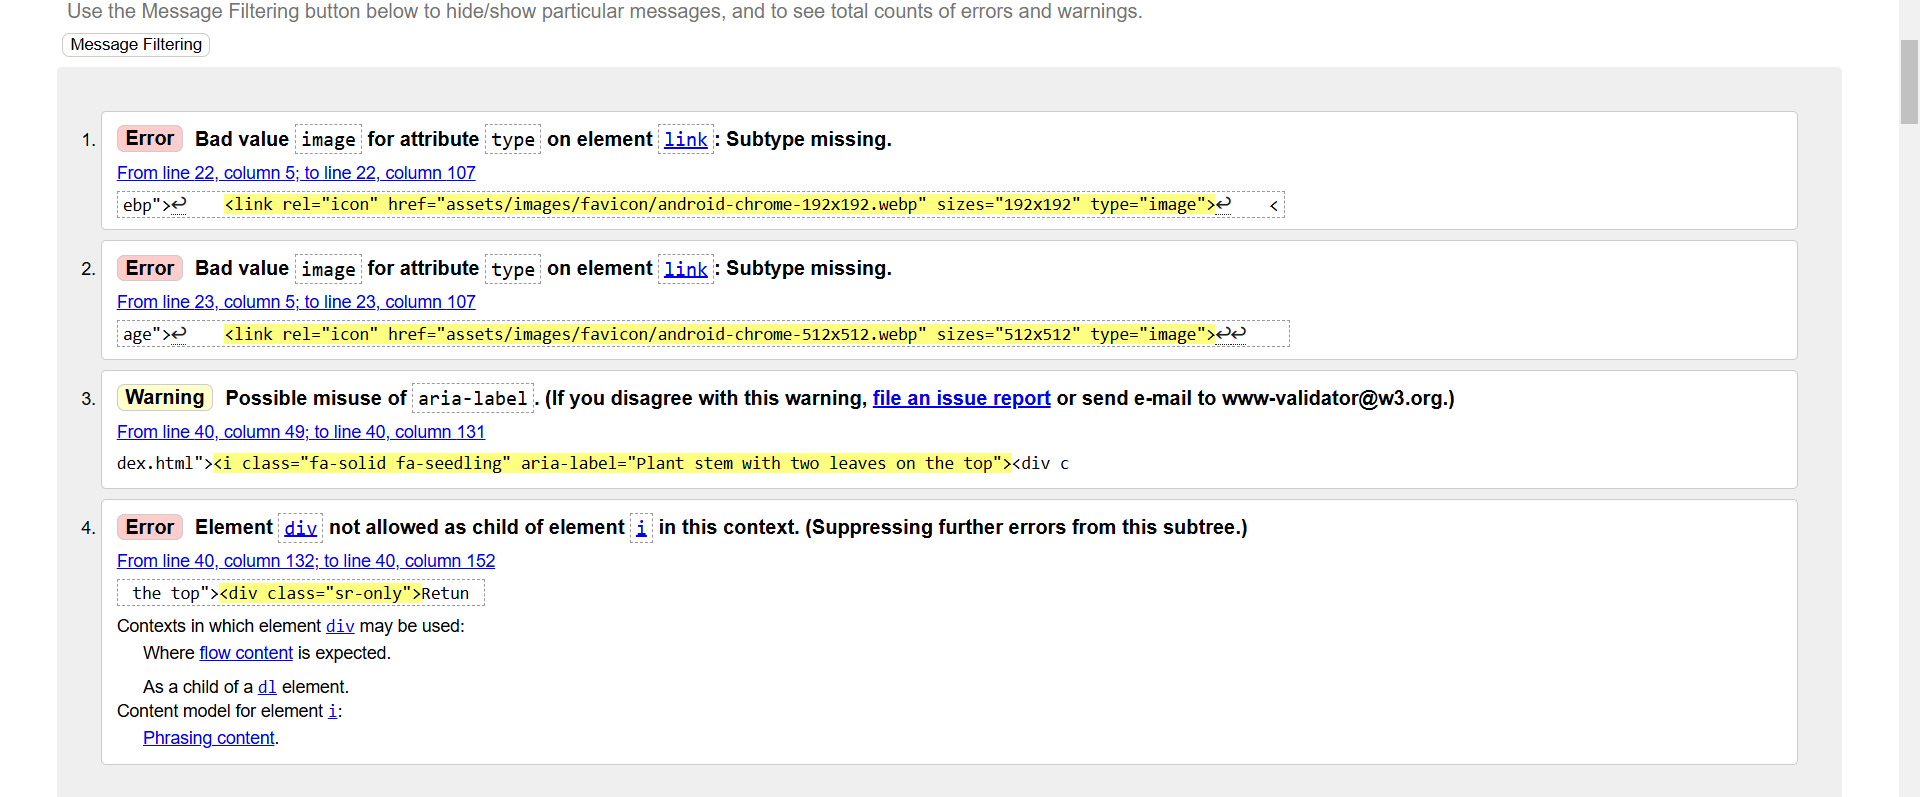 Use the Message Filtering button below to hide/show particular messages, and to see total counts of errors and warnings.
Message Filtering
1. Error Bad value image for attribute type on element link: Subtype missing.
From line 22, column 5; to line 22, column 107
ebp">↩    <link rel="icon" href="assets/images/favicon/android-chrome-192x192.webp" sizes="192x192" type="image">↩    <
2. Error Bad value image for attribute type on element link: Subtype missing.
From line 23, column 5; to line 23, column 107
age">↩    <link rel="icon" href="assets/images/favicon/android-chrome-512x512.webp" sizes="512x512" type="image">↩↩
3. Warning Possible misuse of aria-label. (If you disagree with this warning, file an issue report or send e-mail to www-validator@w3.org.)
From line 40, column 49; to line 40, column 131
dex.html"><i class="fa-solid fa-seedling" aria-label="Plant stem with two leaves on the top"><div c
4. Error Element div not allowed as child of element i in this context. (Suppressing further errors from this subtree.)
From line 40, column 132; to line 40, column 152
the top"><div class="sr-only">Retun
Contexts in which element div may be used:
Where flow content is expected.
As a child of a dl element.
Content model for element i:
Phrasing content.